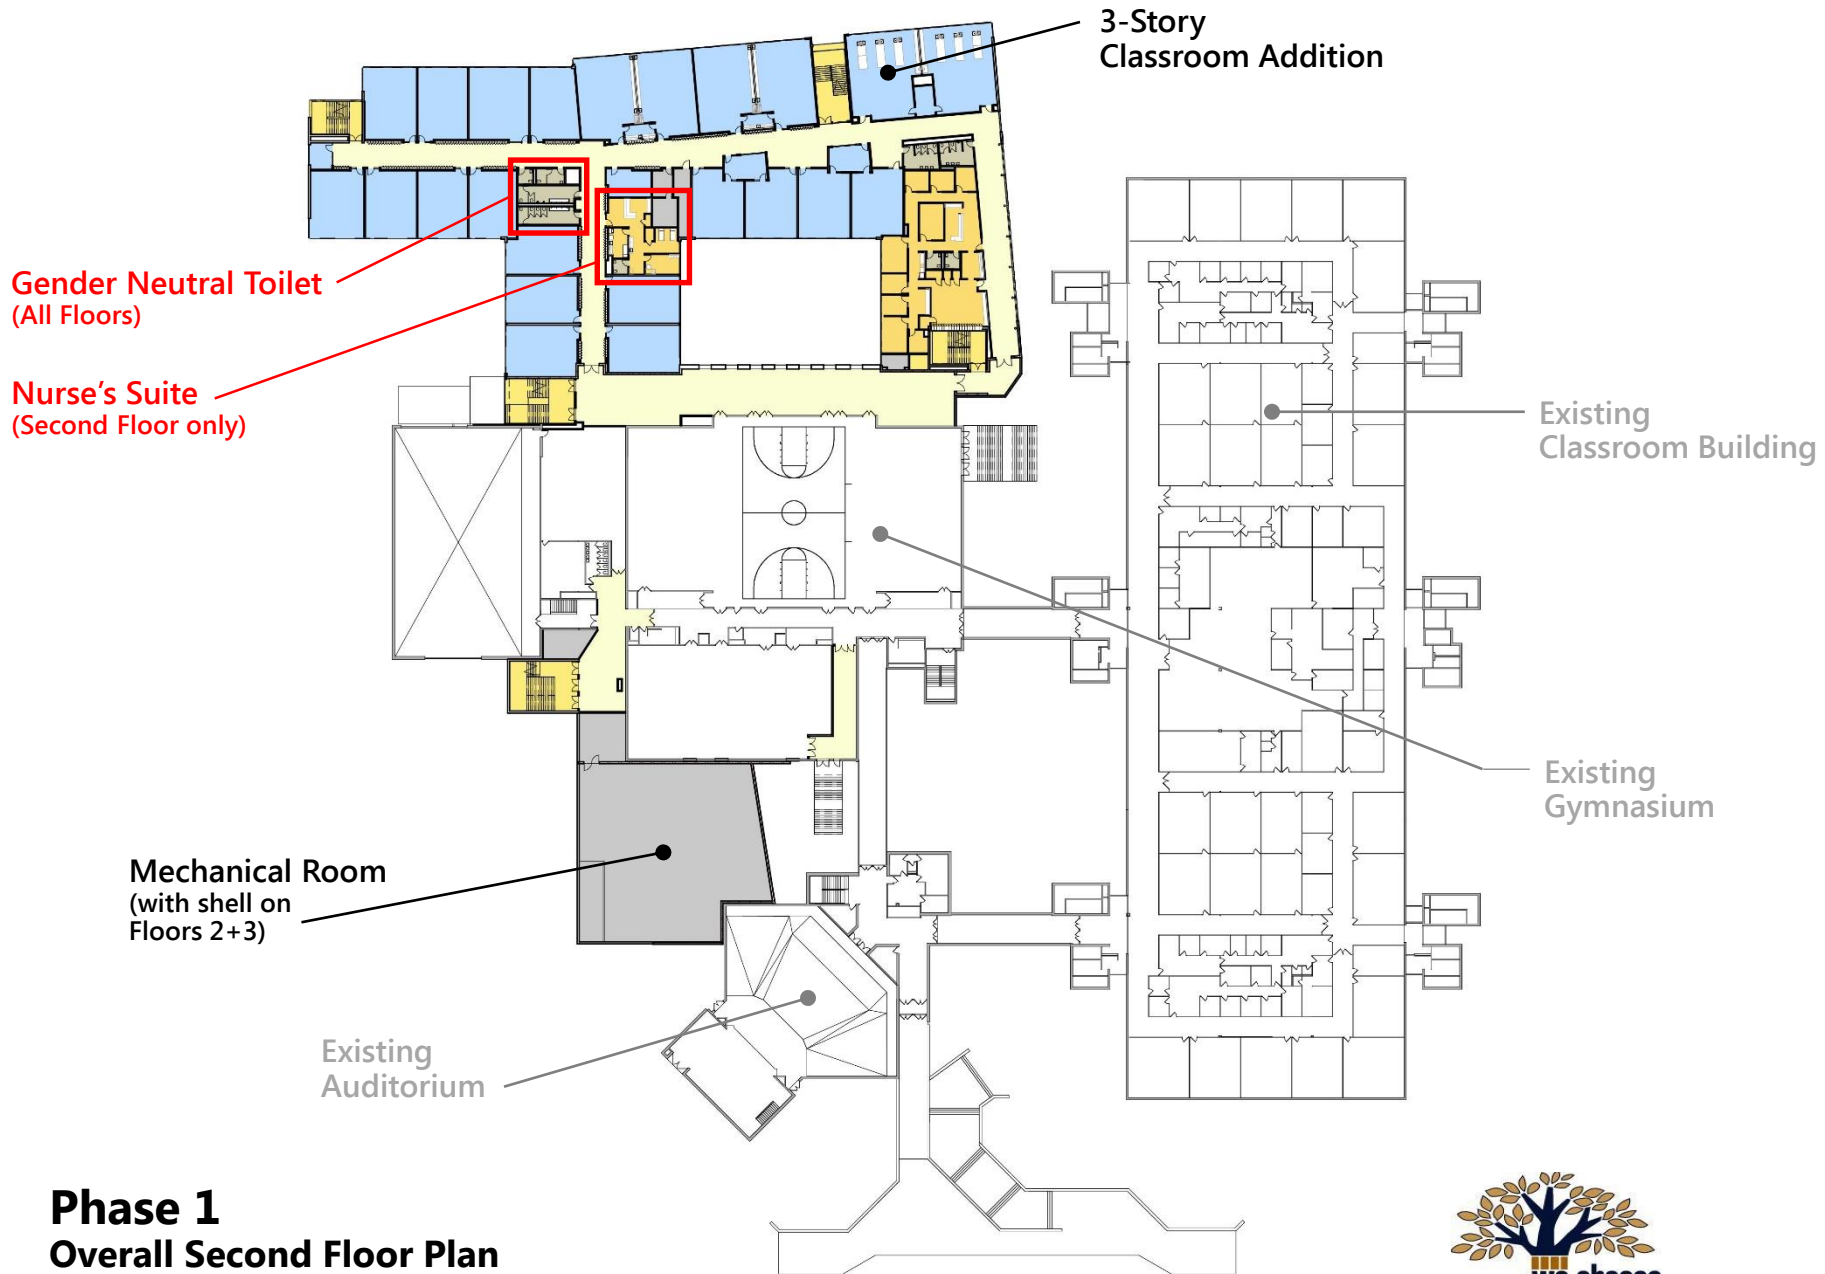 3-Story
Classroom Addition
Gender Neutral Toilet
(All Floors)
Nurse's Suite
(Second Floor only)
Existing
Classroom Building
Existing
Gymnasium
Mechanical Room
(with shell on
Floors 2+3)
Existing
Auditorium
Phase 1
Overall Second Floor Plan